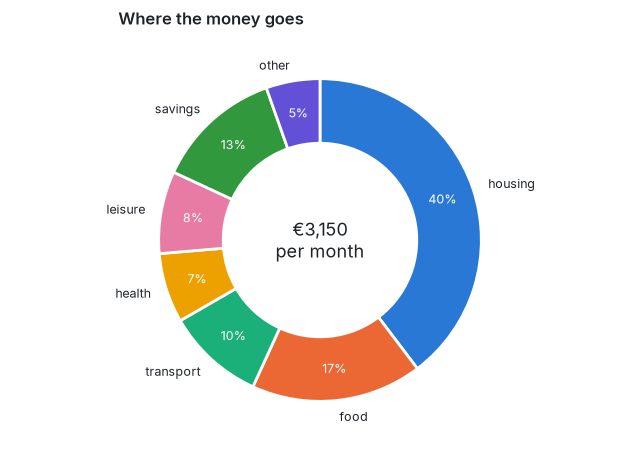 Where the money goes
other
5%
savings
13%
housing
40%
leisure
8%
€3,150
per month
health
7%
transport
10%
17%
food